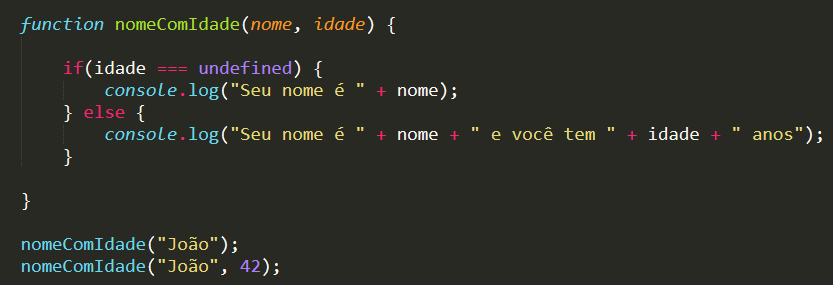 function nomeComIdade(nome, idade) {
if(idade === undefined) {
console.log("Seu nome é " + nome);
} else {
console.log("Seu nome é " + nome + " e você tem " + idade + " anos");
}
}
nomeComIdade("João");
nomeComIdade("João", 42);